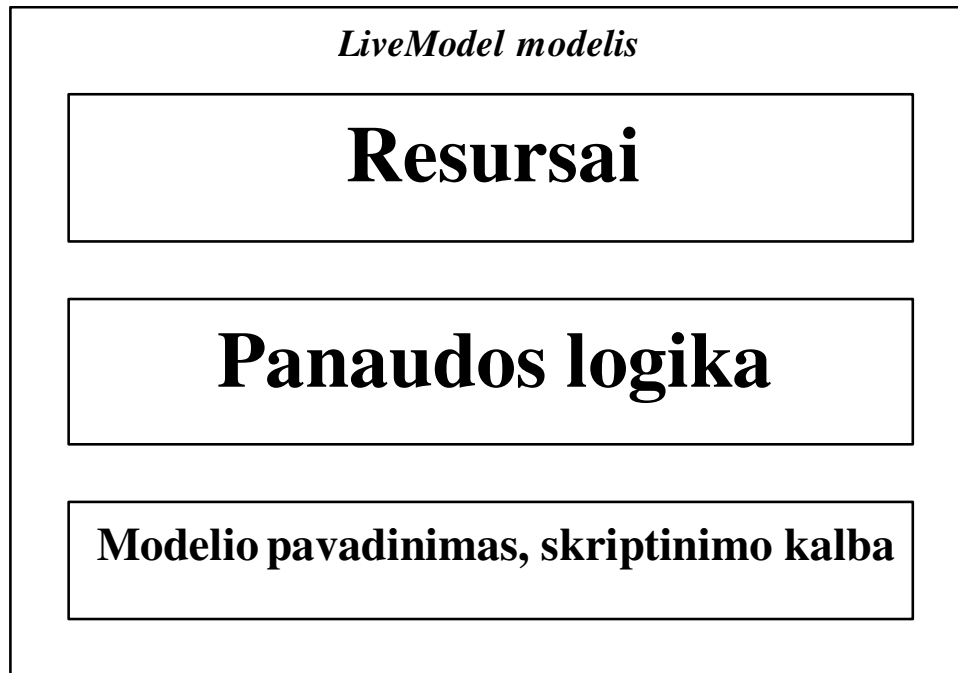 LiveModel modelis
Resursai
Panaudos logika
Modelio pavadinimas, skriptinimo kalba